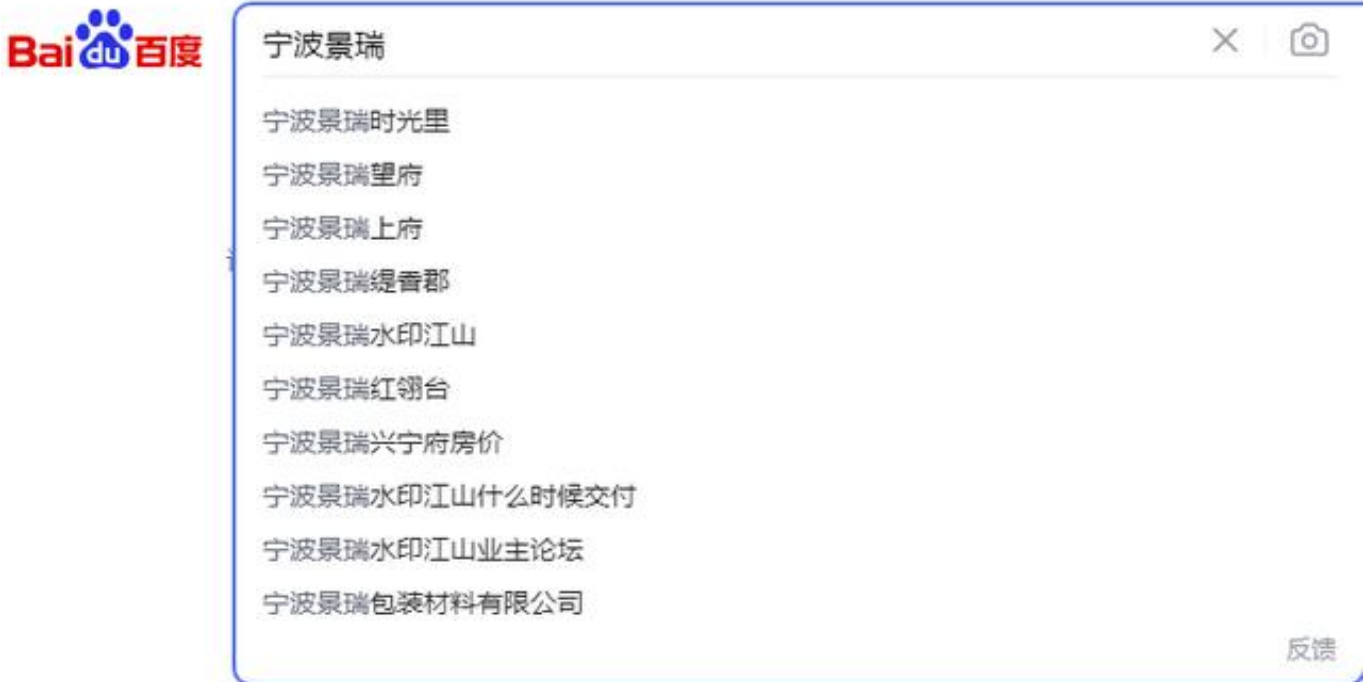 Bai du 百度
宁波景瑞
宁波景瑞时光里
宁波景瑞望府
宁波景瑞上府
宁波景瑞缇香郡
宁波景瑞水印江山
宁波景瑞红翎台
宁波景瑞兴宁府房价
宁波景瑞水印江山什么时候交付
宁波景瑞水印江山业主论坛
宁波景瑞包装材料有限公司
反馈